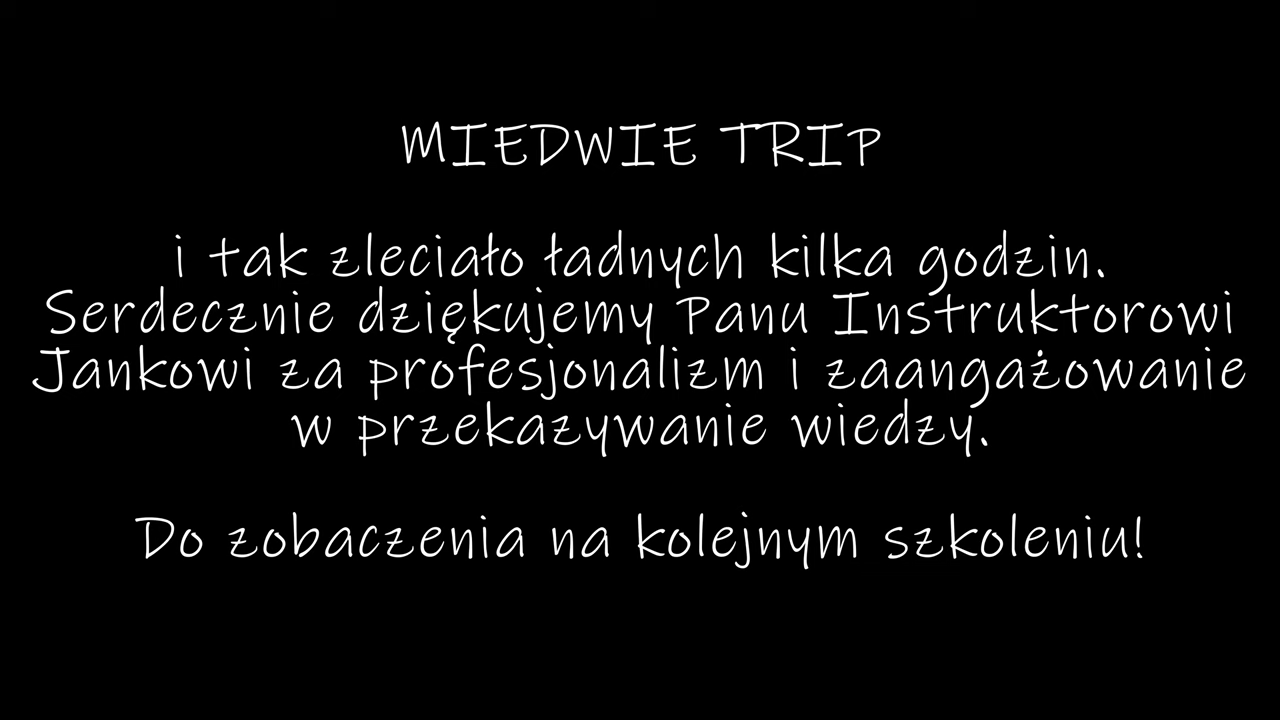 MIEDWIE TRIP
i tak zleciało ładnych kilka godzin.
Serdecznie dziękujemy Panu Instruktorowi
Jankowi za profesjonalizm i zaangażowanie
w przekazywanie wiedzy.
Do zobaczenia na kolejnym szkoleniu!